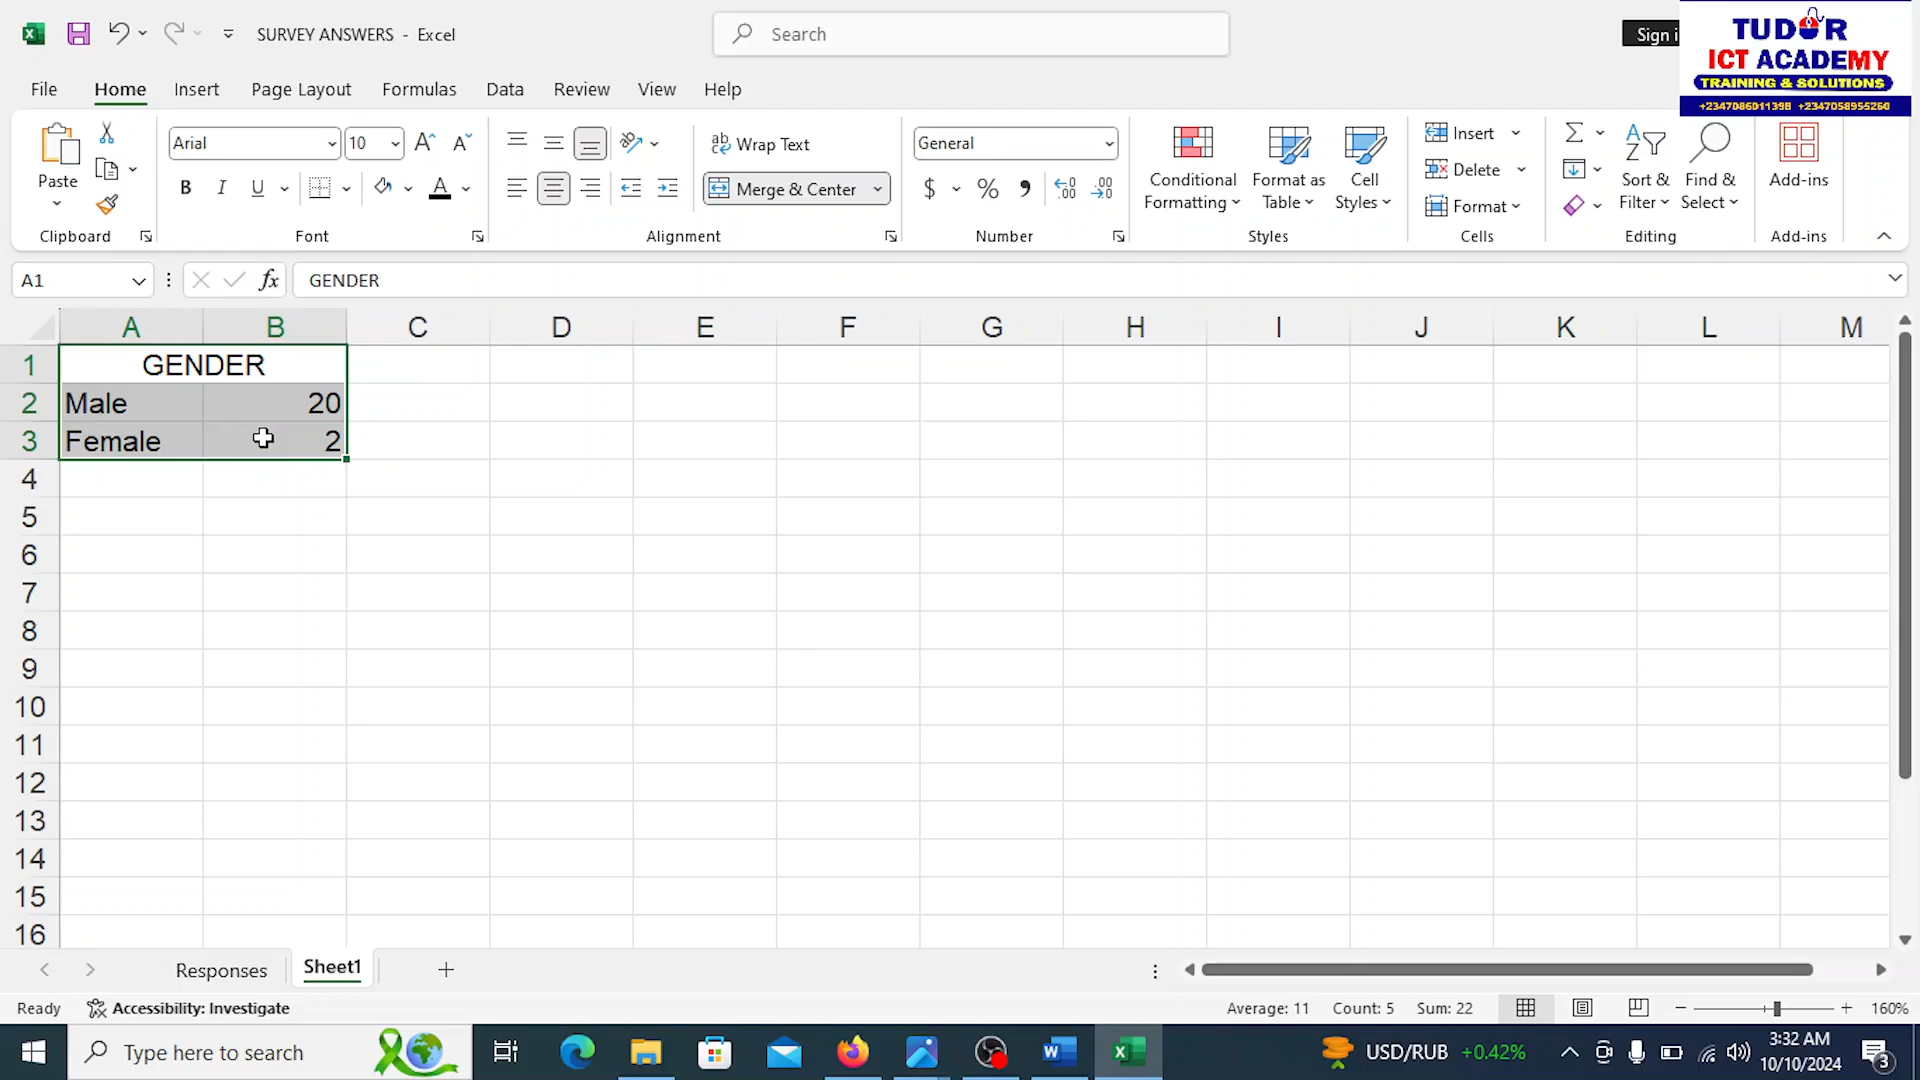 SURVEY ANSWERS - Excel
Search
Sign i
TUDOR
ICT ACADEMY
TRAINING & SOLUTIONS
+2347086011398 +2347058955260
File Home Insert Page Layout Formulas Data Review View Help
Paste
Clipboard
Arial 10
B I U A
Font
Wrap Text
Merge & Center
Alignment
General
$ % ,
Number
Conditional Formatting
Format as Table
Cell Styles
Styles
Insert
Delete
Format
Cells
Sort & Filter
Find & Select
Editing
Add-ins
Add-ins
A1 fx GENDER
A B C D E F G H I J K L M
1 GENDER
2 Male 20
3 Female 2
4
5
6
7
8
9
10
11
12
13
14
15
16
Responses Sheet1
Ready Accessibility: Investigate Average: 11 Count: 5 Sum: 22 160%
Type here to search USD/RUB +0.42% 3:32 AM
10/10/2024 3